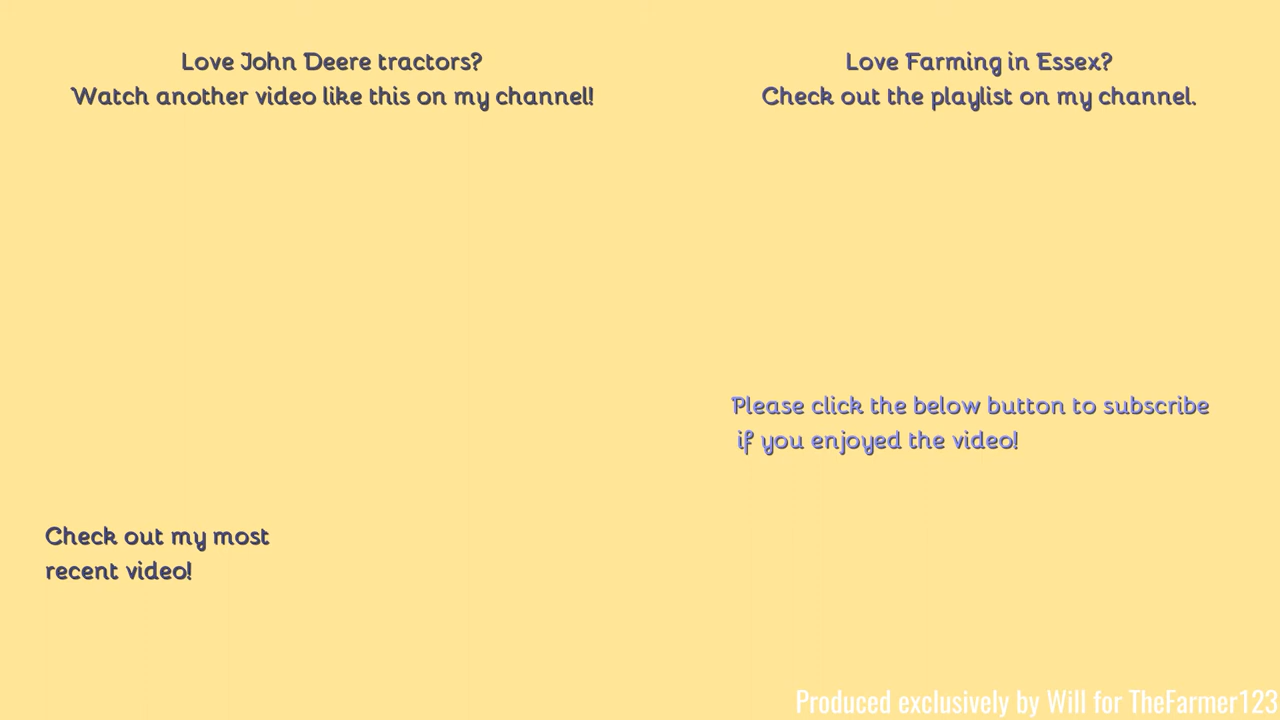 Love John Deere tractors?
Watch another video like this on my channel!
Love Farming in Essex?
Check out the playlist on my channel.
Please click the below button to subscribe
if you enjoyed the video!
Check out my most
recent video!
Produced exclusively by Will for TheFarmer123